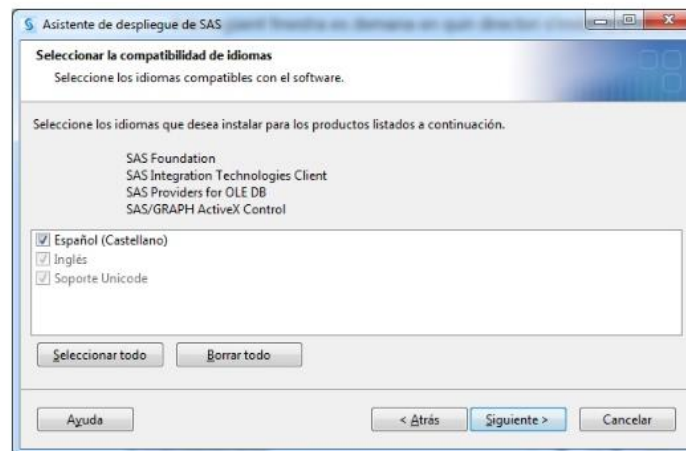 Asistente de despliegue de SAS
Seleccionar la compatibilidad de idiomas
Seleccione los idiomas compatibles con el software.
Seleccione los idiomas que desea instalar para los productos listados a continuación.
SAS Foundation
SAS Integration Technologies Client
SAS Providers for OLE DB
SAS/GRAPH ActiveX Control
Español (Castellano)
Inglés
Soporte Unicode
Seleccionar todo Borrar todo
Ayuda < Atrás Siguiente > Cancelar